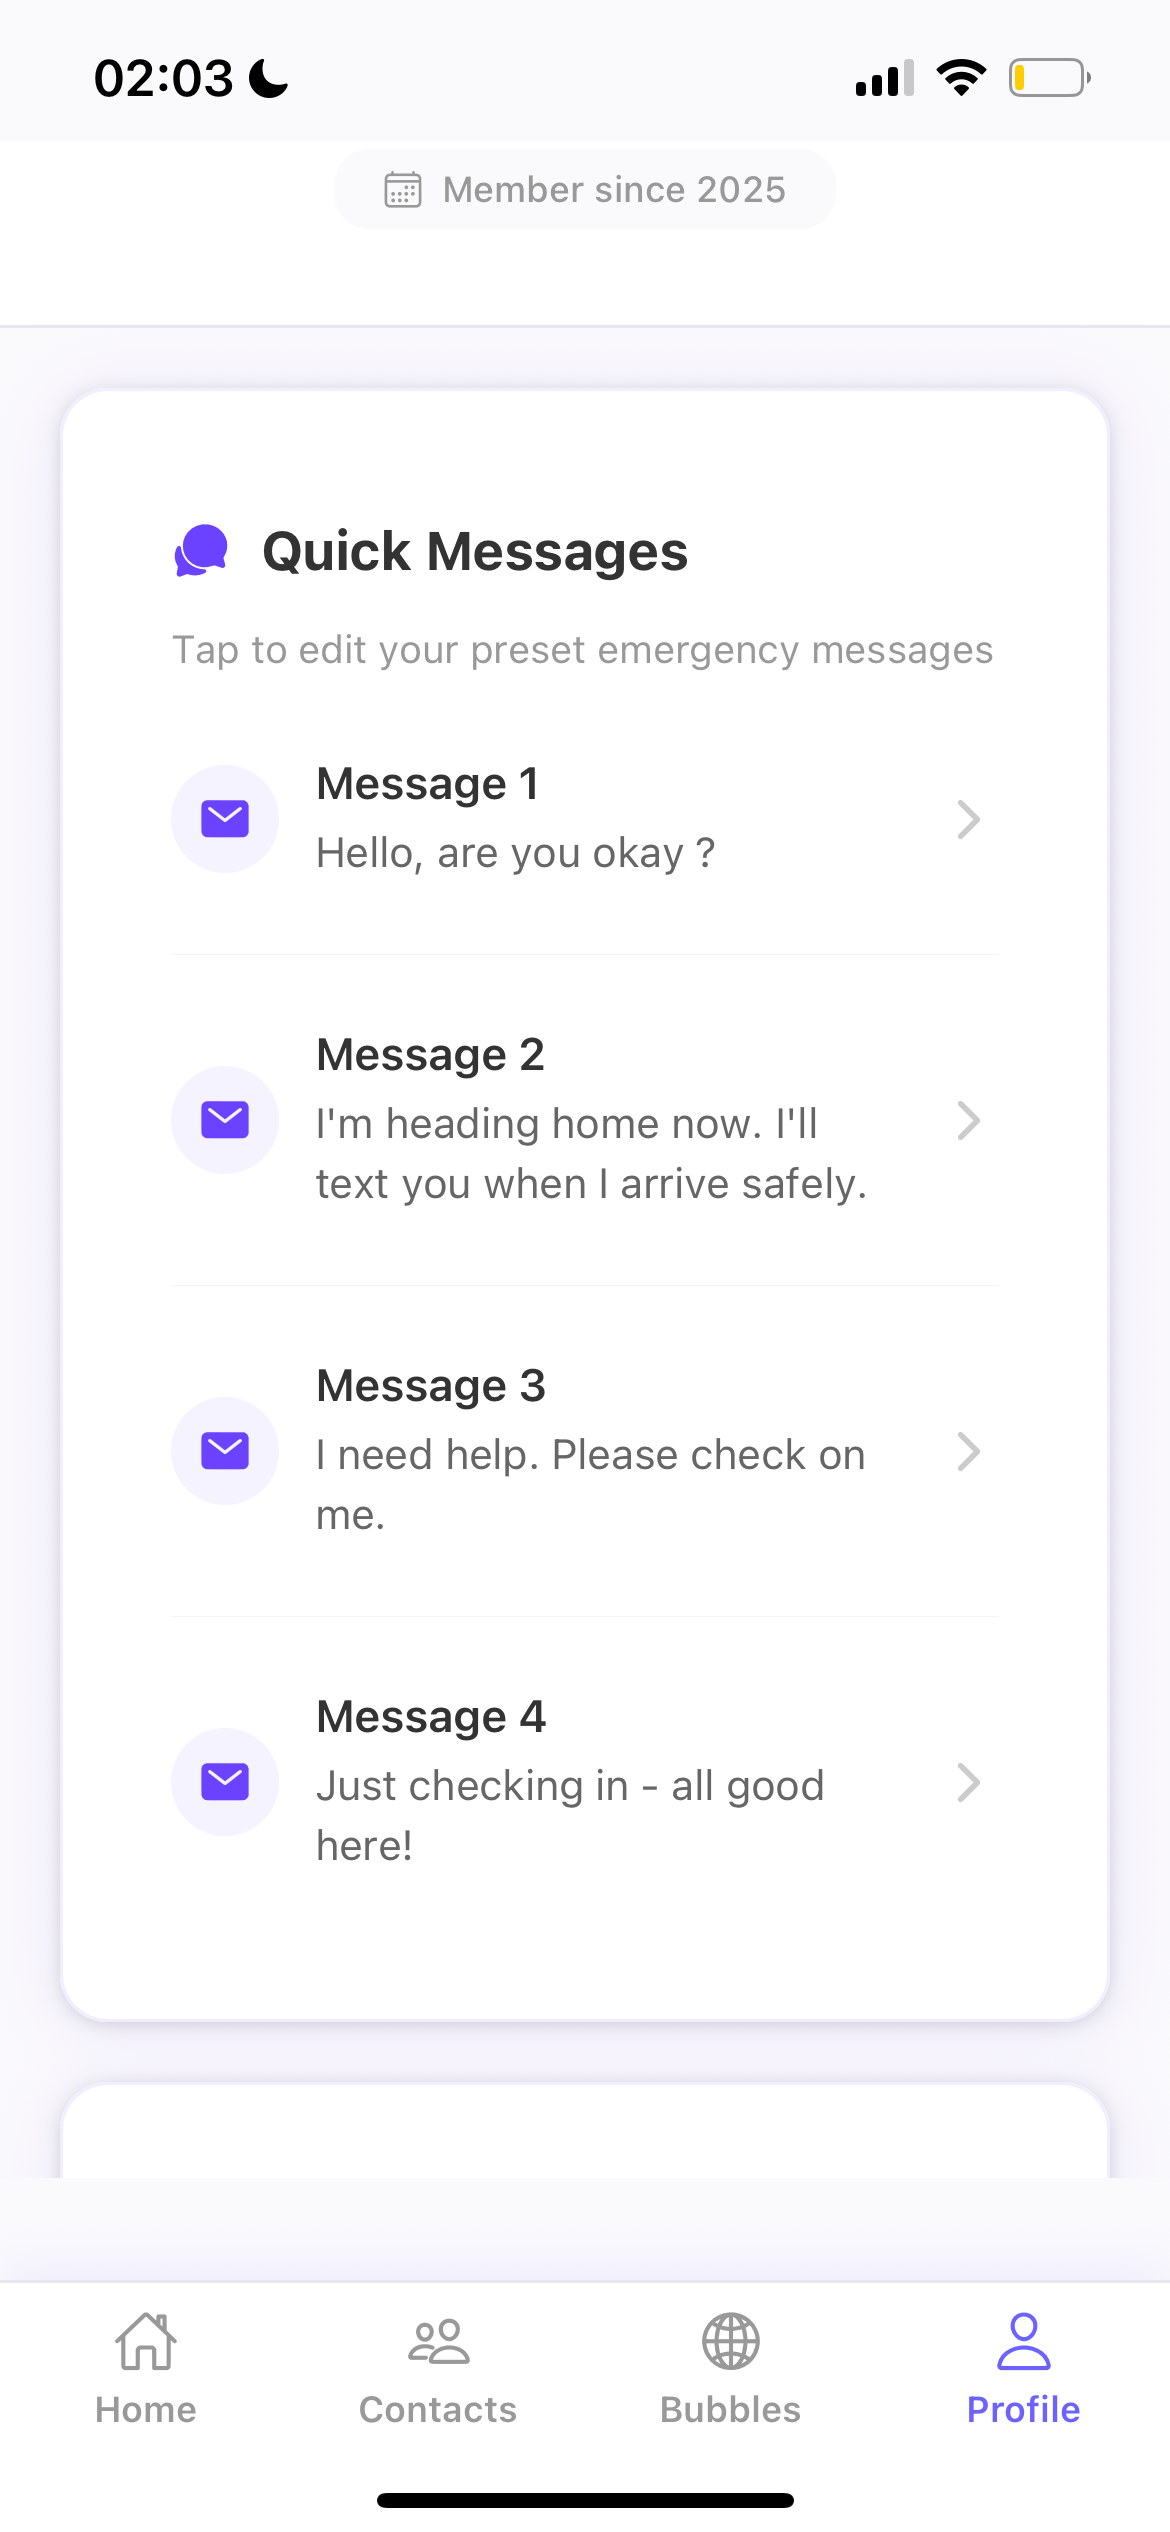 02:03
Member since 2025
Quick Messages
Tap to edit your preset emergency messages
Message 1
Hello, are you okay ?
Message 2
I'm heading home now. I'll
text you when I arrive safely.
Message 3
I need help. Please check on
me.
Message 4
Just checking in - all good
here!
Home
Contacts
Bubbles
Profile